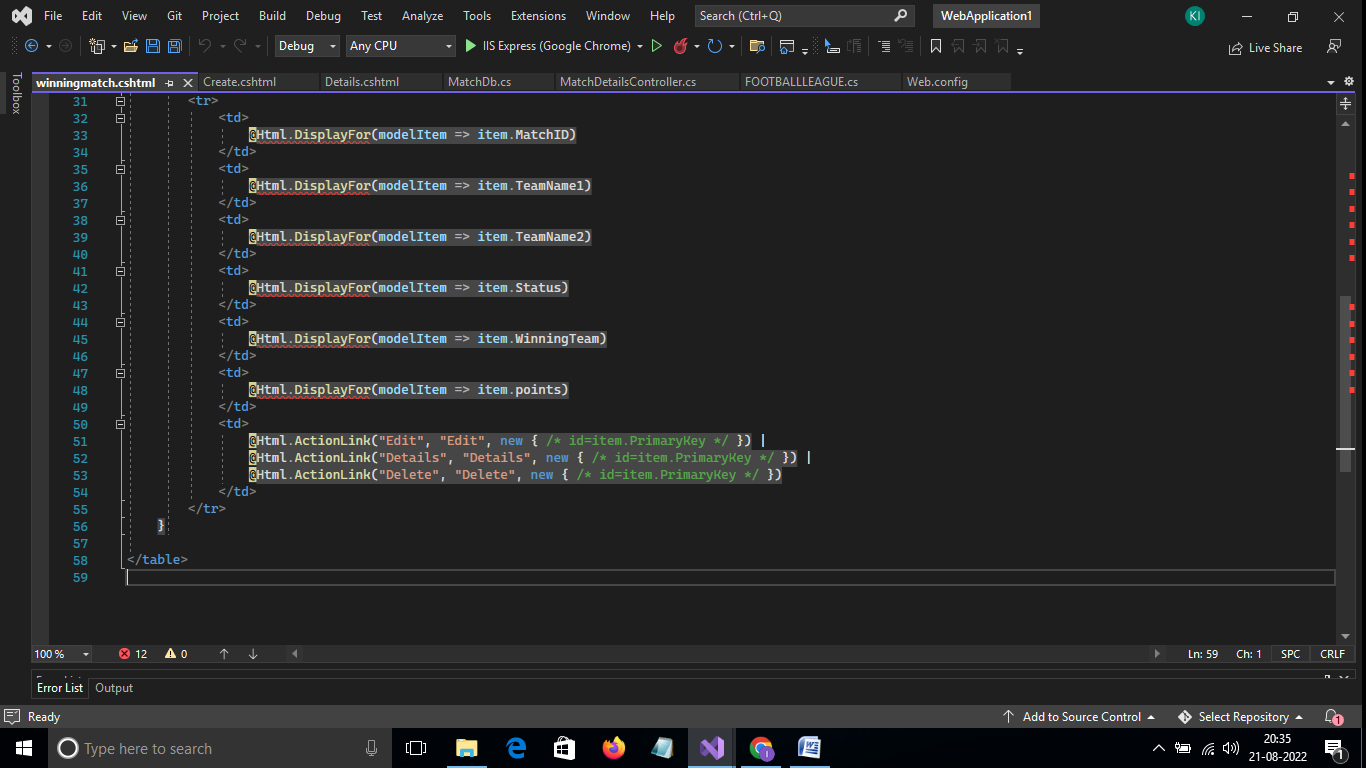 File Edit View Git Project Build Debug Test Analyze Tools Extensions Window Help Search (Ctrl+Q) WebApplication1 KI
Debug Any CPU IIS Express (Google Chrome) Live Share
Toolbox
winningmatch.cshtml Create.cshtml Details.cshtml MatchDb.cs MatchDetailsController.cs FOOTBALLLEAGUE.cs Web.config
31 <tr>
32 <td>
33 @Html.DisplayFor(modelItem => item.MatchID)
34 </td>
35 <td>
36 @Html.DisplayFor(modelItem => item.TeamName1)
37 </td>
38 <td>
39 @Html.DisplayFor(modelItem => item.TeamName2)
40 </td>
41 <td>
42 @Html.DisplayFor(modelItem => item.Status)
43 </td>
44 <td>
45 @Html.DisplayFor(modelItem => item.WinningTeam)
46 </td>
47 <td>
48 @Html.DisplayFor(modelItem => item.points)
49 </td>
50 <td>
51 @Html.ActionLink("Edit", "Edit", new { /* id=item.PrimaryKey */ }) |
52 @Html.ActionLink("Details", "Details", new { /* id=item.PrimaryKey */ }) |
53 @Html.ActionLink("Delete", "Delete", new { /* id=item.PrimaryKey */ })
54 </td>
55 </tr>
56 }
57
58 </table>
59
100 % 12 0 Ln: 59 Ch: 1 SPC CRLF
Error List Output
Ready Add to Source Control Select Repository 1
Type here to search 20:35
21-08-2022 1